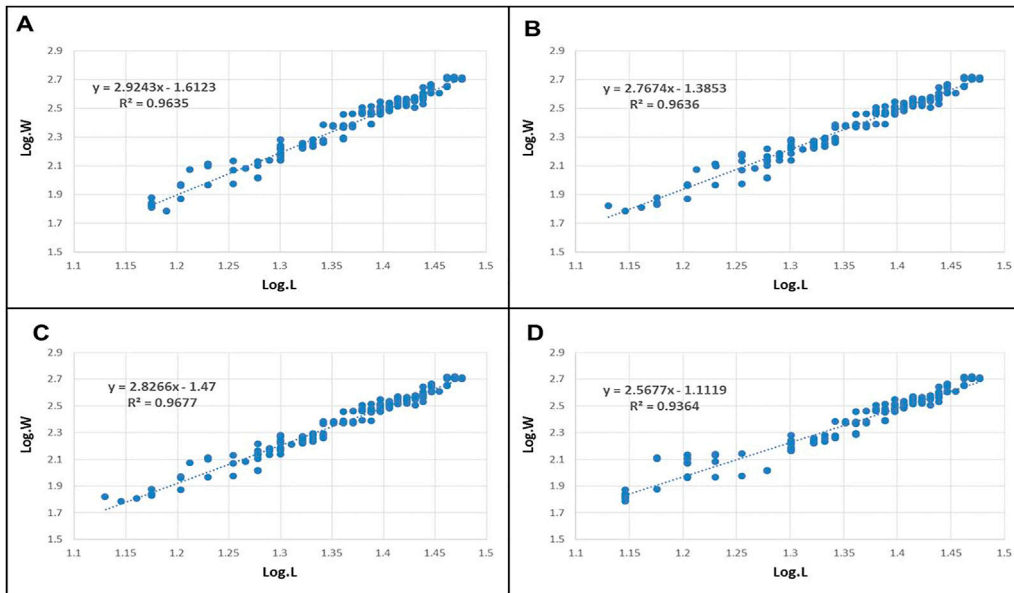 A
2.9
2.7
2.5
2.3
2.1
1.9
1.7
1.5
Log.W
y = 2.9243x - 1.6123
R² = 0.9635
1.1 1.15 1.2 1.25 1.3 1.35 1.4 1.45 1.5
Log.L
B
2.9
2.7
2.5
2.3
2.1
1.9
1.7
1.5
Log.W
y = 2.7674x - 1.3853
R² = 0.9636
1.1 1.15 1.2 1.25 1.3 1.35 1.4 1.45 1.5
Log.L
C
2.9
2.7
2.5
2.3
2.1
1.9
1.7
1.5
Log.W
y = 2.8266x - 1.47
R² = 0.9677
1.1 1.15 1.2 1.25 1.3 1.35 1.4 1.45 1.5
Log.L
D
2.9
2.7
2.5
2.3
2.1
1.9
1.7
1.5
Log.W
y = 2.5677x - 1.1119
R² = 0.9364
1.1 1.15 1.2 1.25 1.3 1.35 1.4 1.45 1.5
Log.L